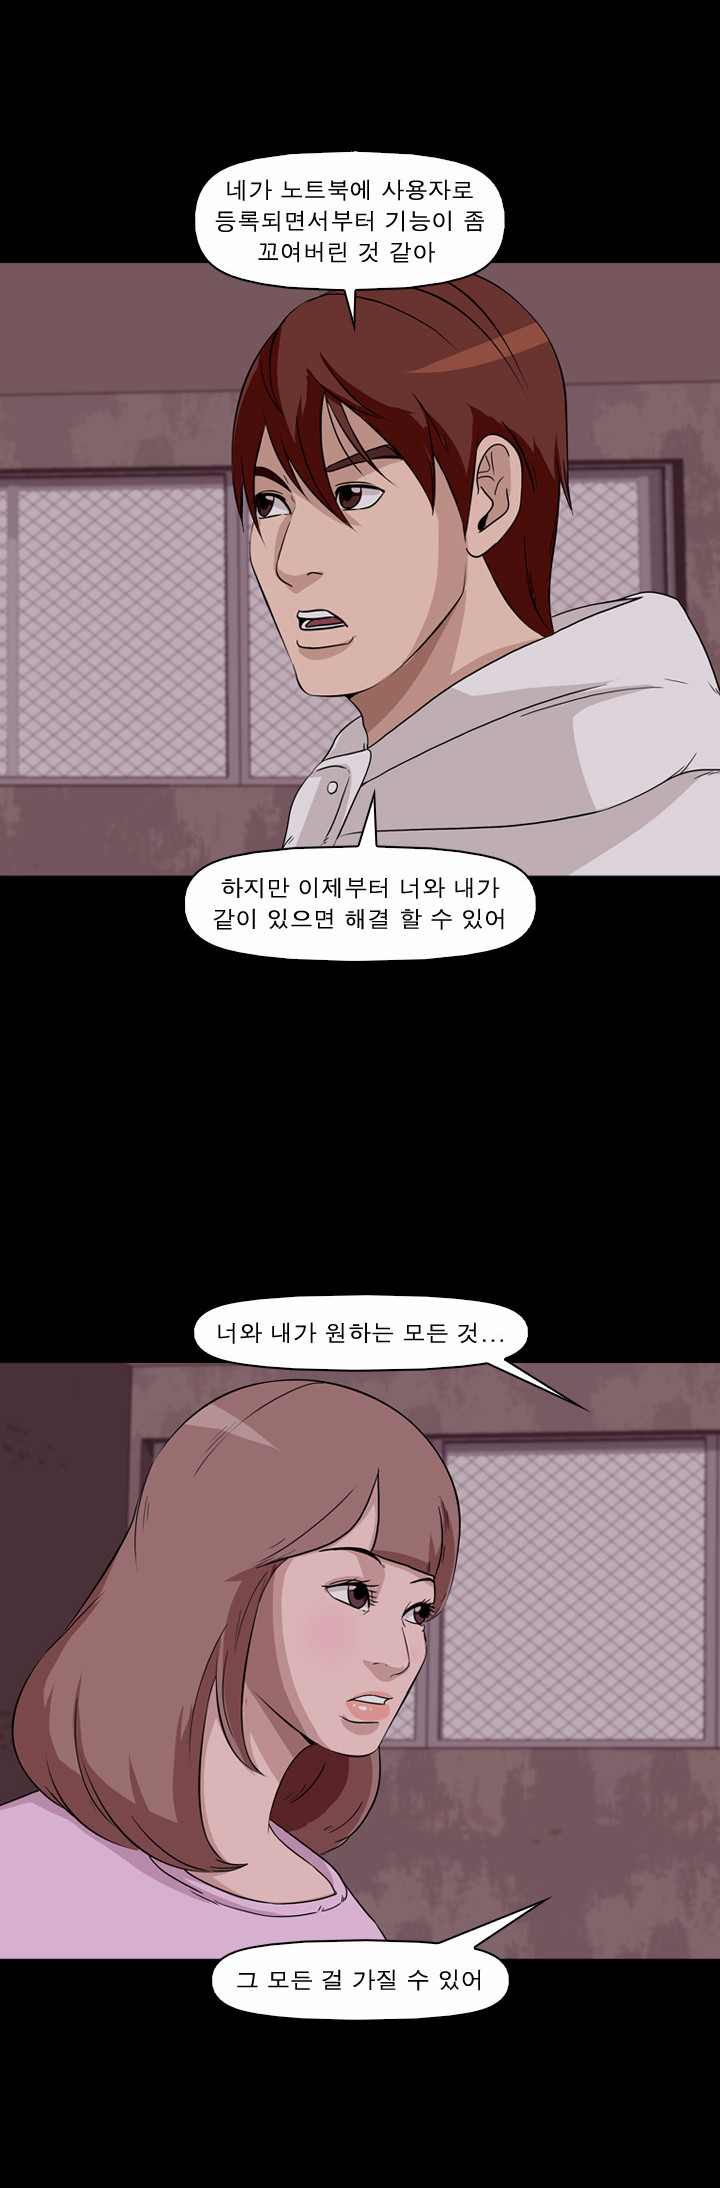 네가 노트북에 사용자로
등록되면서부터 기능이 좀
꼬여버린 것 같아
하지만 이제부터 너와 내가
같이 있으면 해결 할 수 있어
너와 내가 원하는 모든 것...
그 모든 걸 가질 수 있어